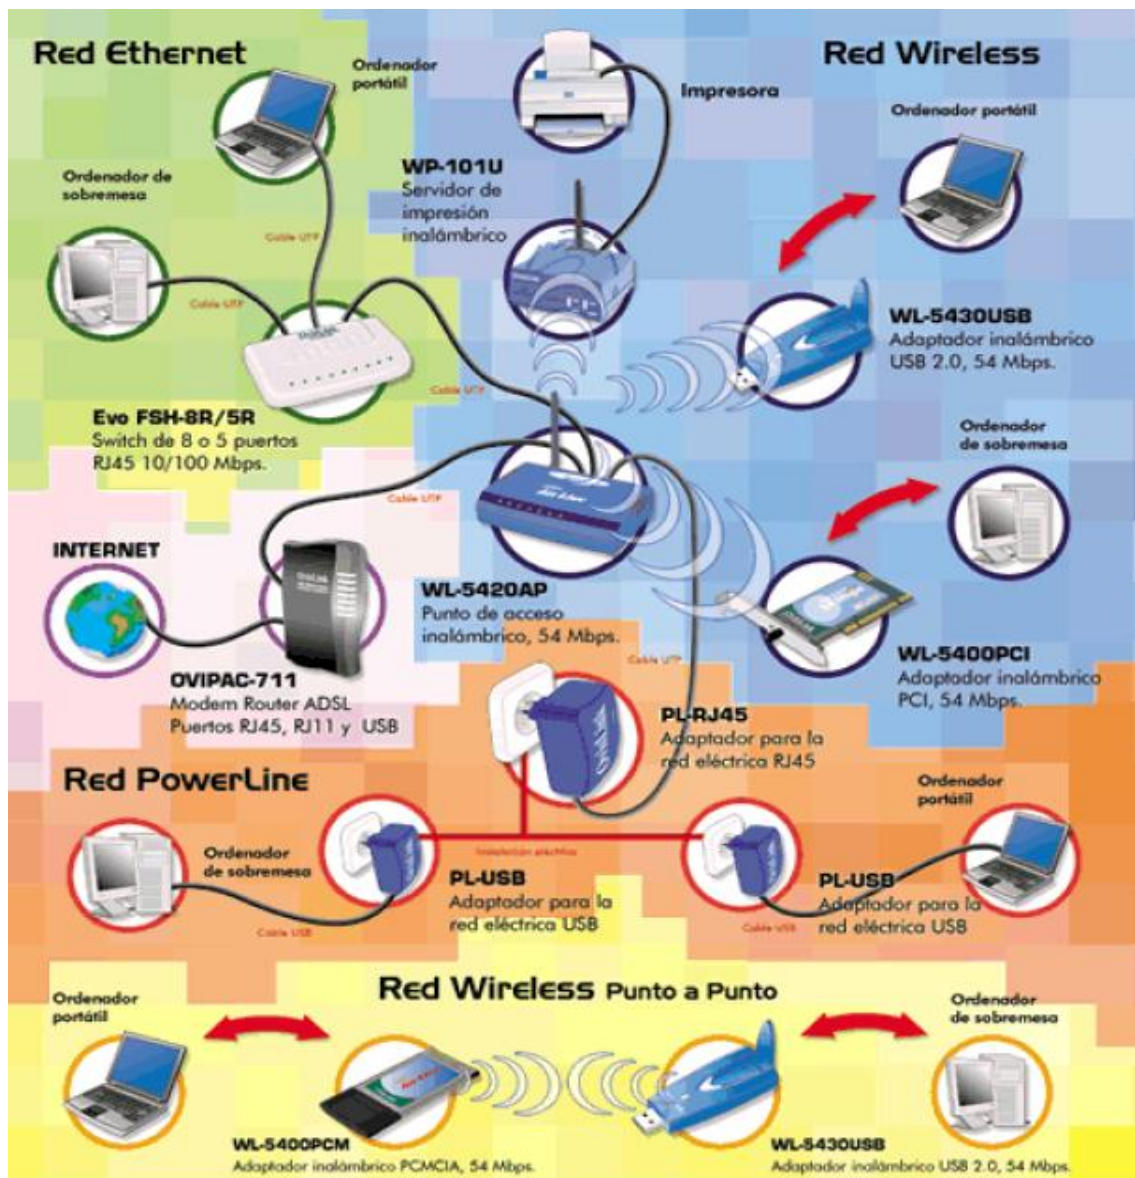 Red Ethernet
Ordenador
portátil
Ordenador de
sobremesa
Cable UTP
Cable UTP
Cable UTP
Evo FSH-8R/5R
Switch de 8 o 5 puertos
RJ45 10/100 Mbps.
Impresora
WP-101U
Servidor de
impresión
inalámbrico
Red Wireless
Ordenador portátil
WL-5430USB
Adaptador inalámbrico
USB 2.0, 54 Mbps.
Ordenador
de sobremesa
WL-5400PCI
Adaptador inalámbrico
PCI, 54 Mbps.
Cable UTP
INTERNET
OvisLink
OVIPAC-711
Modem Router ADSL
Puertos RJ45, RJ11 y USB
Air Live
WL-5420AP
Punto de acceso
inalámbrico, 54 Mbps.
Cable UTP
OvisLink
PL-RJ45
Adaptador para la
red eléctrica RJ45
Red PowerLine
Ordenador
de sobremesa
Cable USB
PL-USB
Adaptador para la
red eléctrica USB
Instalación eléctrica
PL-USB
Adaptador para la
red eléctrica USB
Cable USB
Ordenador
portátil
Red Wireless Punto a Punto
Ordenador
portátil
WL-5400PCM
Adaptador inalámbrico PCMCIA, 54 Mbps.
WL-5430USB
Adaptador inalámbrico USB 2.0, 54 Mbps.
Ordenador
de sobremesa